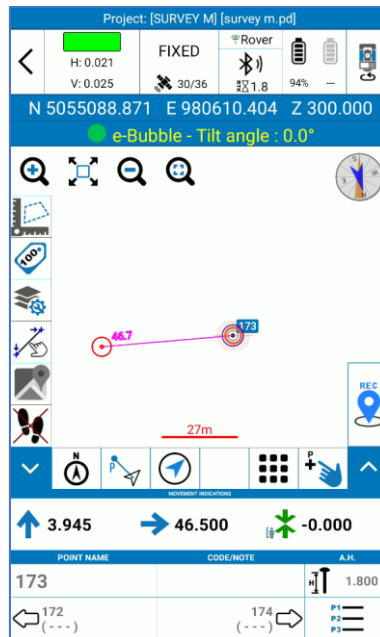 Project: [SURVEY M] [survey m.pd]
H: 0.021
V: 0.025
FIXED
30/36
Rover
1.8
94%
--
N 5055088.871 E 980610.404 Z 300.000
e-Bubble - Tilt angle : 0.0°
100*
N
46.7
173
27m
REC
N
P
P
MOVEMENT INDICATIONS
3.945
46.500
-0.000
POINT NAME
CODE/NOTE
A.H.
173
H
1.800
172
(---)
174
(---)
P1
P2
P3